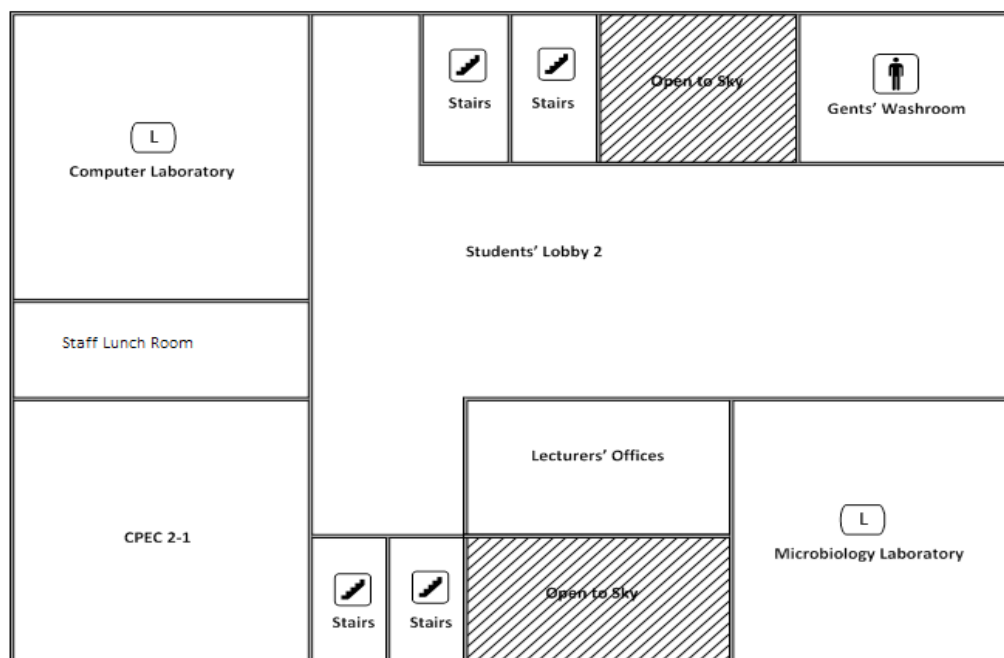 Stairs
Stairs
Open to Sky
Gents' Washroom
L
Computer Laboratory
Students' Lobby 2
Staff Lunch Room
Lecturers' Offices
CPEC 2-1
L
Microbiology Laboratory
Stairs
Stairs
Open to Sky